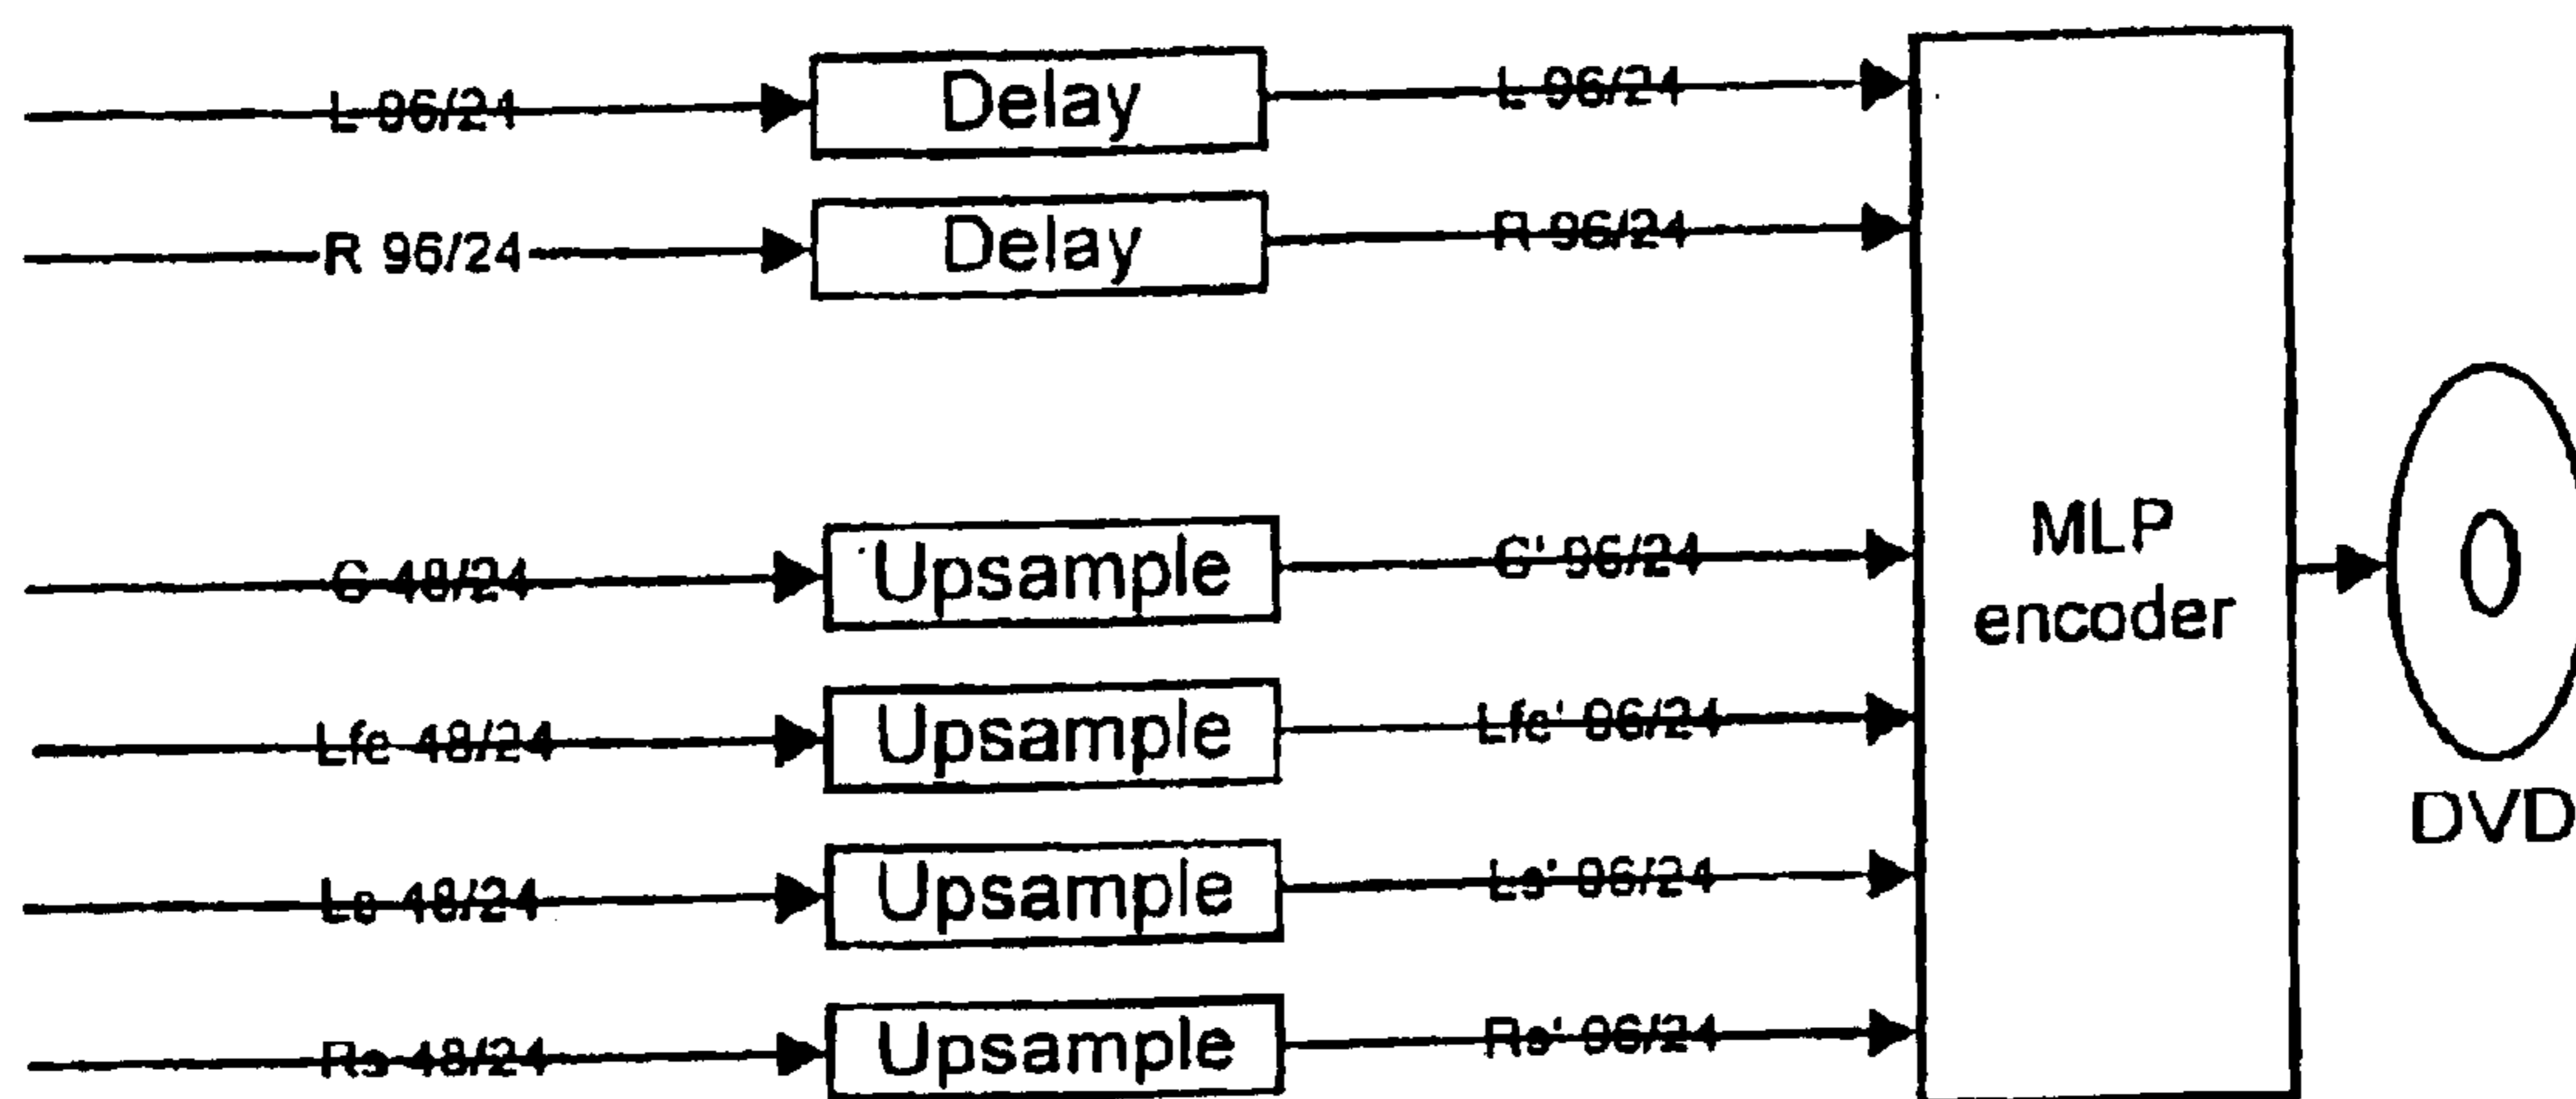 L 96/24
Delay
L 96/24
R 96/24
Delay
R 96/24
C 48/24
Upsample
C' 96/24
Lfe 48/24
Upsample
Lfe' 96/24
Ls 48/24
Upsample
Ls' 96/24
Rs 48/24
Upsample
Rs' 96/24
MLP
encoder
DVD